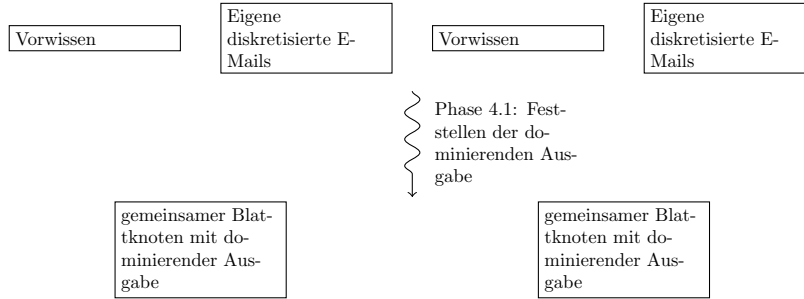 Vorwissen
Eigene
diskretisierte E-
Mails
Vorwissen
Eigene
diskretisierte E-
Mails
Phase 4.1: Fest-
stellen der do-
minierenden Aus-
gabe
gemeinsamer Blat-
tknoten mit do-
minierender Aus-
gabe
gemeinsamer Blat-
tknoten mit do-
minierender Aus-
gabe